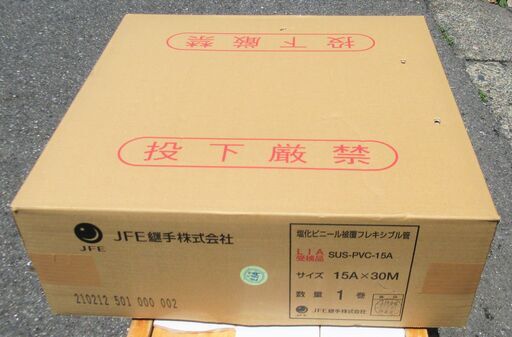 投下厳禁
投下厳禁
JFE
JFE継手株式会社
210212 501 000 002
塩化ビニール被覆フレキシブル管
LIA
受検品
SUS-PVC-15A
サイズ 15A×30M
数量 1巻
JFE継手株式会社